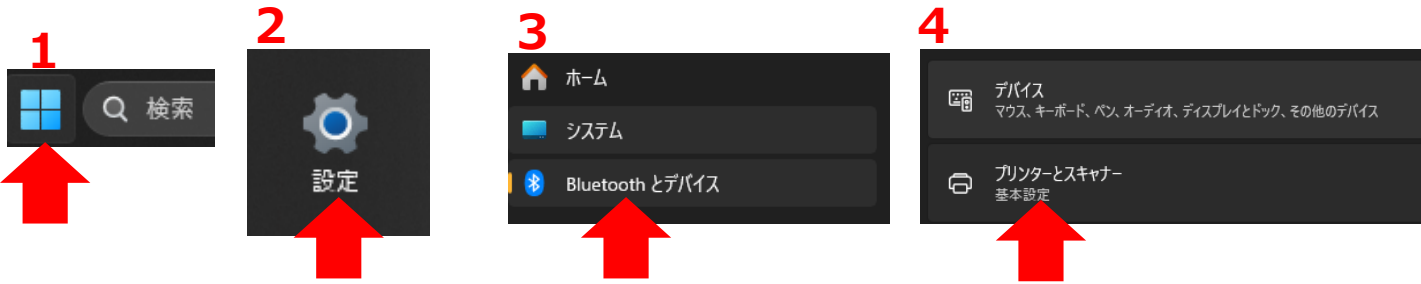 1
検索
2
設定
3
ホーム
システム
Bluetooth とデバイス
4
デバイス
マウス、キーボード、ペン、オーディオ、ディスプレイとドック、その他のデバイス
プリンターとスキャナー
基本設定